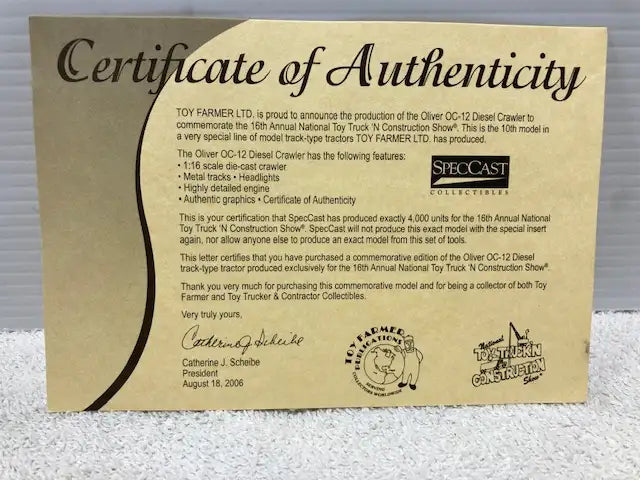 Certificate of Authenticity
TOY FARMER LTD. is proud to announce the production of the Oliver OC-12 Diesel Crawler to
commemorate the 16th Annual National Toy Truck 'N Construction Show®. This is the 10th model in
a very special line of model track-type tractors TOY FARMER LTD. has produced.
The Oliver OC-12 Diesel Crawler has the following features:
• 1:16 scale die-cast crawler
• Metal tracks • Headlights
• Highly detailed engine
• Authentic graphics • Certificate of Authenticity
SPECCAST
COLLECTIBLES
This is your certification that SpecCast has produced exactly 4,000 units for the 16th Annual National
Toy Truck 'N Construction Show®. SpecCast will not produce this exact model with the special insert
again, nor allow anyone else to produce an exact model from this set of tools.
This letter certifies that you have purchased a commemorative edition of the Oliver OC-12 Diesel
track-type tractor produced exclusively for the 16th Annual National Toy Truck 'N Construction Show®.
Thank you very much for purchasing this commemorative model and for being a collector of both Toy
Farmer and Toy Trucker & Contractor Collectibles.
Very truly yours,
Catherine J. Scheibe
Catherine J. Scheibe
President
August 18, 2006
TOY FARMER
PUBLICATIONS
SERVING
COLLECTORS WORLDWIDE
National
TOY TRUCK 'N
CONSTRUCTION
Show